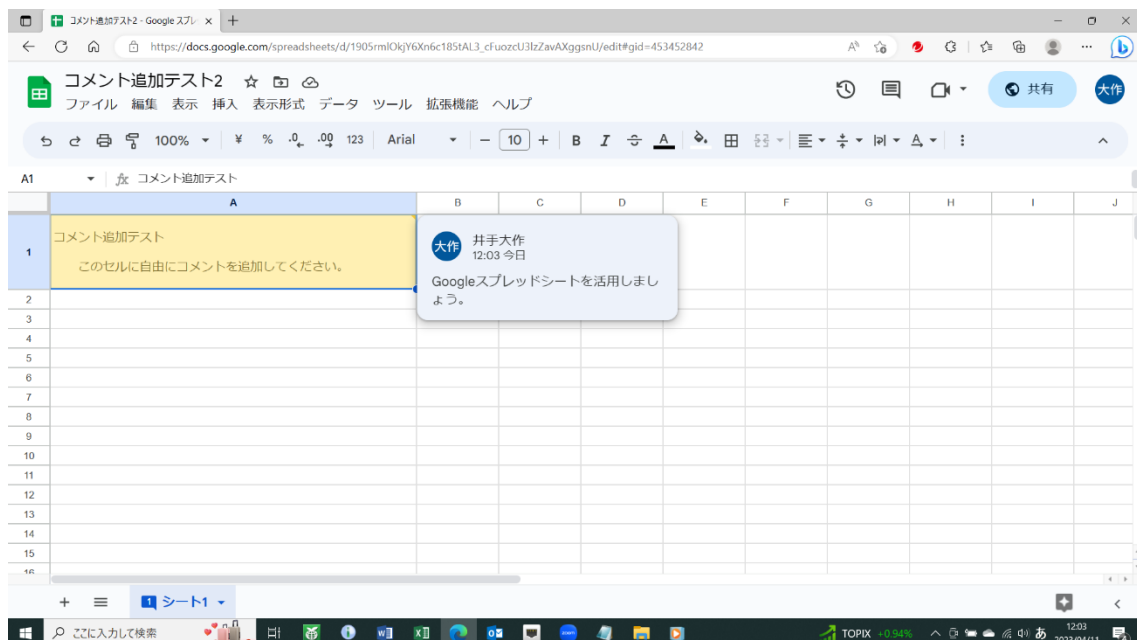 コメント追加テスト2 - Google スプレ
https://docs.google.com/spreadsheets/d/1905rmlOkjY6Xn6c185tAL3_cFuozcU3lzZavAXggsnU/edit#gid=453452842
コメント追加テスト2
ファイル 編集 表示 挿入 表示形式 データ ツール 拡張機能 ヘルプ
共有
大作
100% ¥ % .0 .00 123 Arial 10 B I A
A1 fx コメント追加テスト
A B C D E F G H I J
1
コメント追加テスト
このセルに自由にコメントを追加してください。
大作
井手大作
12:03 今日
Googleスプレッドシートを活用しまし
ょう。
2
3
4
5
6
7
8
9
10
11
12
13
14
15
16
1 シート1
ここに入力して検索
zoom
TOPIX +0.94%
あ
12:03
2023/04/11